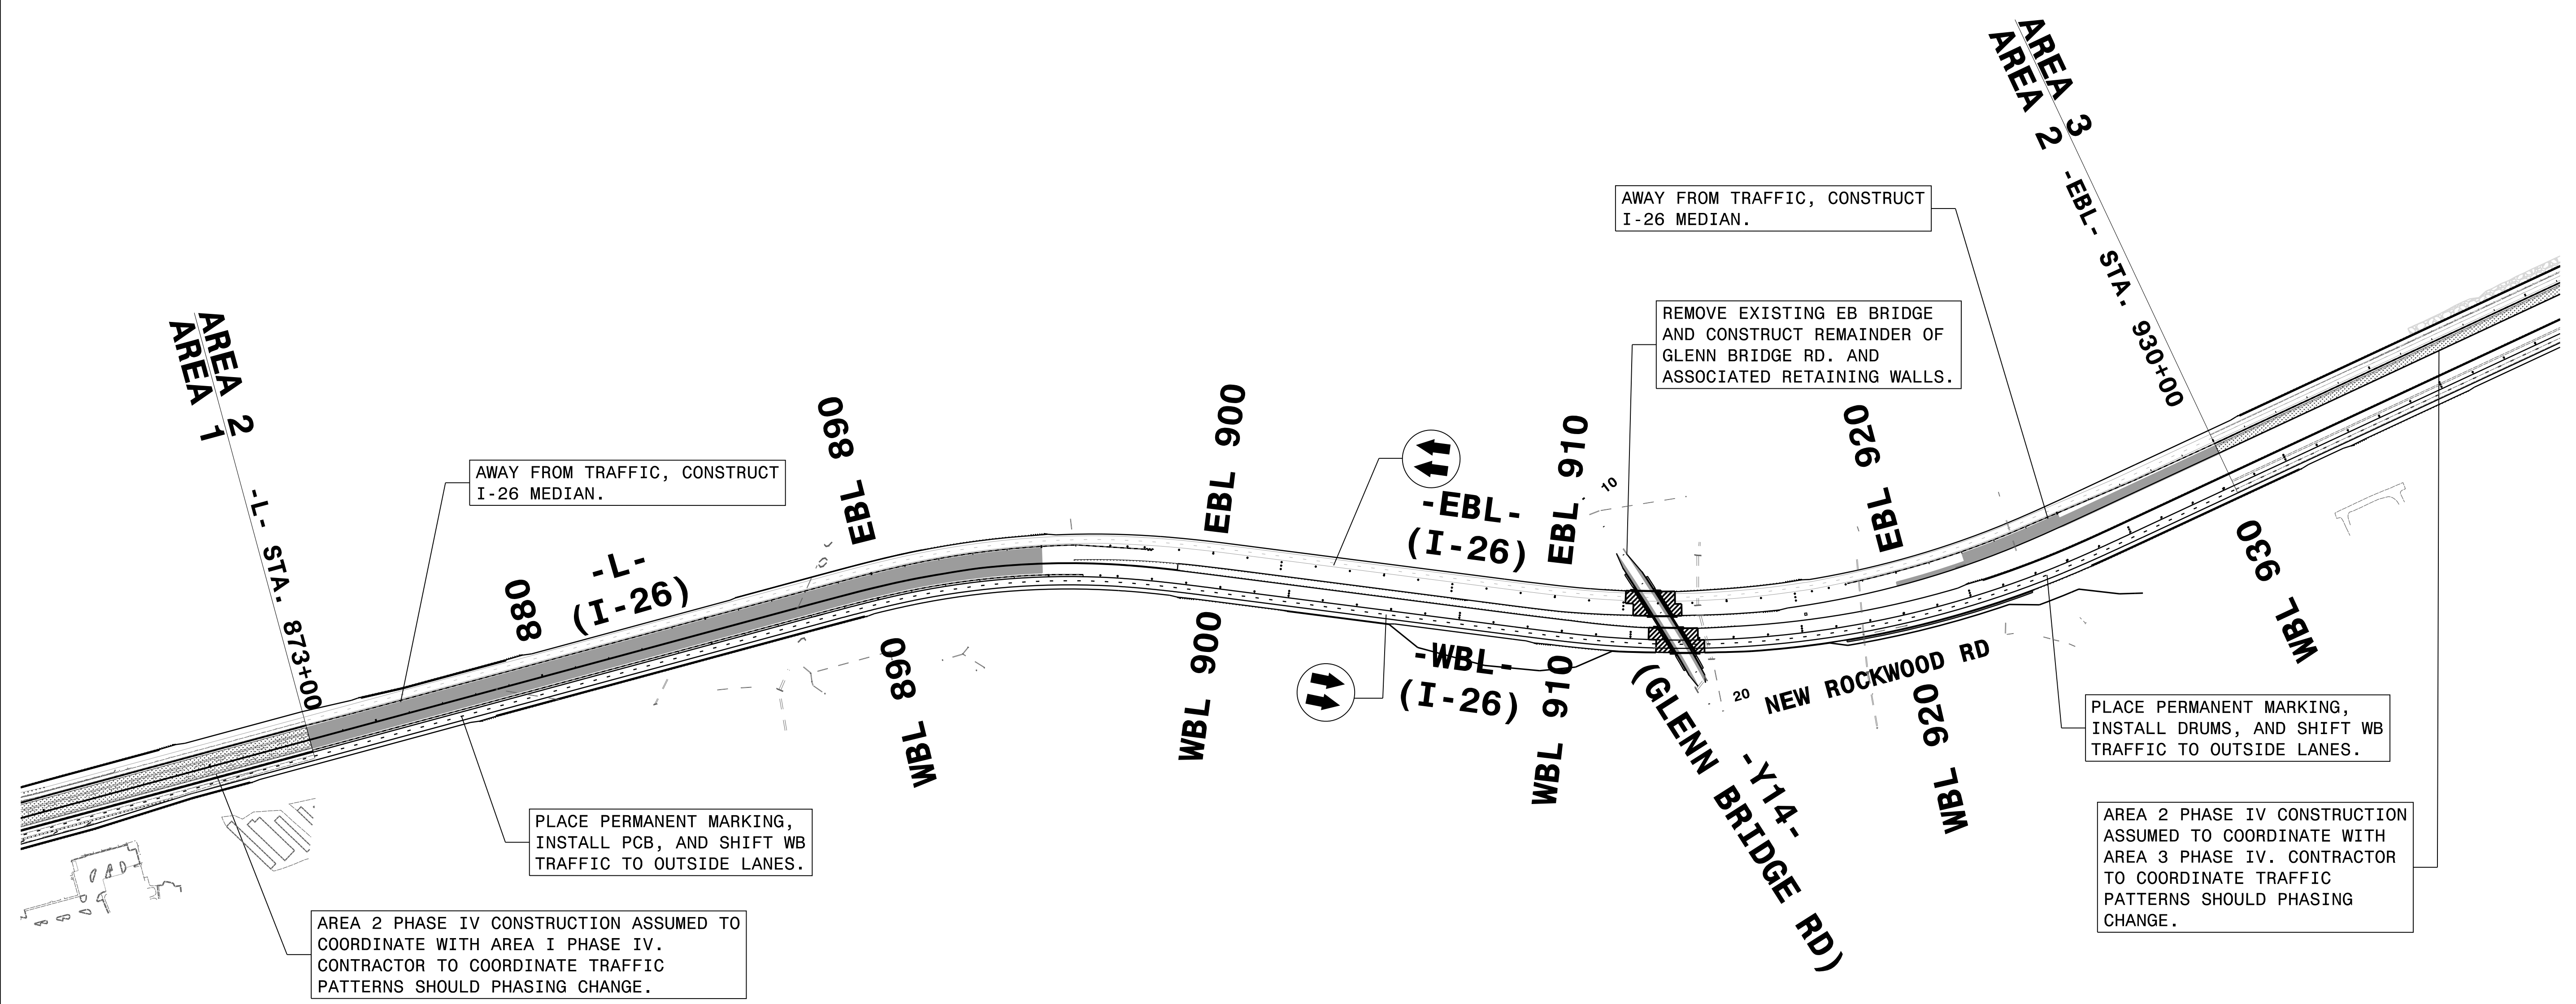 AREA 3
AREA 2
-EBL- STA. 930+00
AWAY FROM TRAFFIC, CONSTRUCT
I-26 MEDIAN.
REMOVE EXISTING EB BRIDGE
AND CONSTRUCT REMAINDER OF
GLENN BRIDGE RD. AND
ASSOCIATED RETAINING WALLS.
AREA 2
AREA 1
-L- STA. 873+00
AWAY FROM TRAFFIC, CONSTRUCT
I-26 MEDIAN.
880
-L-
(I-26)
EBL 890
EBL 900
-EBL-
(I-26)
EBL 910
10
EBL 920
WBL 890
WBL 900
-WBL-
(I-26)
WBL 910
20
NEW ROCKWOOD RD
-Y14-
(GLENN BRIDGE RD)
WBL 920
WBL 930
PLACE PERMANENT MARKING,
INSTALL DRUMS, AND SHIFT WB
TRAFFIC TO OUTSIDE LANES.
PLACE PERMANENT MARKING,
INSTALL PCB, AND SHIFT WB
TRAFFIC TO OUTSIDE LANES.
AREA 2 PHASE IV CONSTRUCTION
ASSUMED TO COORDINATE WITH
AREA 3 PHASE IV. CONTRACTOR
TO COORDINATE TRAFFIC
PATTERNS SHOULD PHASING
CHANGE.
AREA 2 PHASE IV CONSTRUCTION ASSUMED TO
COORDINATE WITH AREA I PHASE IV.
CONTRACTOR TO COORDINATE TRAFFIC
PATTERNS SHOULD PHASING CHANGE.